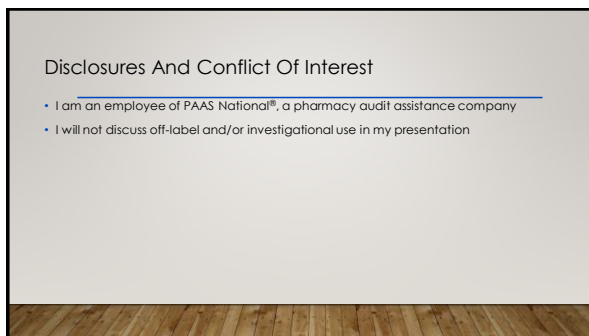 Disclosures And Conflict Of Interest
• I am an employee of PAAS National®, a pharmacy audit assistance company
• I will not discuss off-label and/or investigational use in my presentation